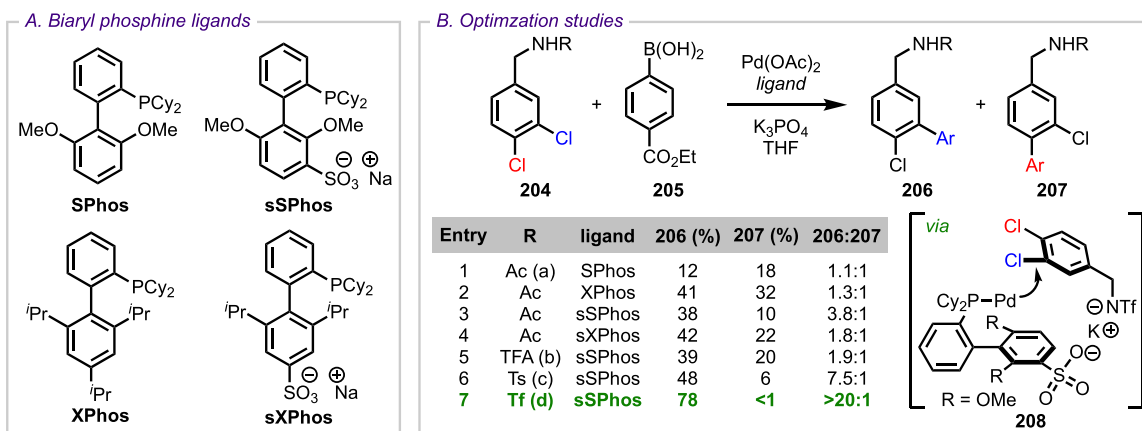 A. Biaryl phosphine ligands
PCy2
MeO OMe
SPhos
PCy2
MeO OMe
SO3 ⊖ ⊕ Na
sSPhos
PCy2
iPr iPr
iPr
XPhos
PCy2
iPr iPr
SO3 ⊖ ⊕ Na
sXPhos
B. Optimzation studies
NHR
Cl
Cl
204
+
B(OH)2
CO2Et
205
Pd(OAc)2
ligand
K3PO4
THF
NHR
Ar
Cl
206
+
NHR
Cl
Ar
207
Entry R ligand 206 (%) 207 (%) 206:207
1 Ac (a) SPhos 12 18 1.1:1
2 Ac XPhos 41 32 1.3:1
3 Ac sSPhos 38 10 3.8:1
4 Ac sXPhos 42 22 1.8:1
5 TFA (b) sSPhos 39 20 1.9:1
6 Ts (c) sSPhos 48 6 7.5:1
7 Tf (d) sSPhos 78 <1 >20:1
via
Cl
Cl
Cy2P Pd
⊖ NTf
K⊕
R
R
O⊖
S
O
O
R = OMe
208